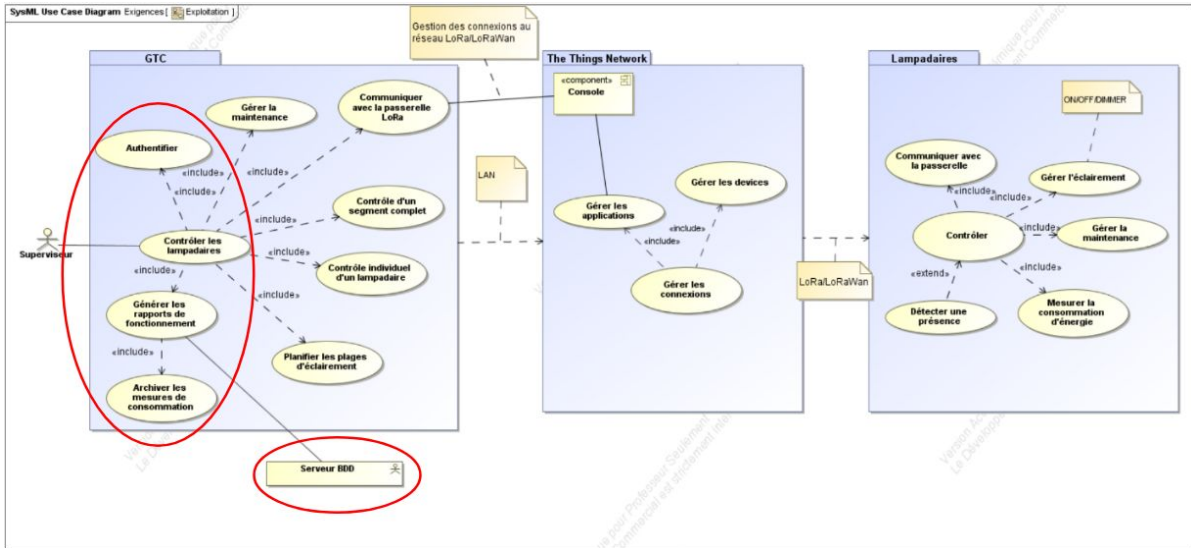 SysML Use Case Diagram Exigences [ Exploitation ]
Gestion des connexions au
réseau LoRa/LoRaWan
GTC
Gérer la
maintenance
Communiquer
avec la passerelle
LoRa
Authentifier
«include»
«include»
«include»
Contrôle d'un
segment complet
«include»
Superviseur
Contrôler les
lampadaires
«include»
«include»
Contrôle individuel
d'un lampadaire
«include»
Générer les
rapports de
fonctionnement
«include»
Planifier les plages
d'éclairement
Archiver les
mesures de
consommation
Serveur BDD
LAN
The Things Network
«component»
Console
Gérer les devices
Gérer les
applications
«include»
«include»
Gérer les
connexions
LoRa/LoRaWan
Lampadaires
ON/OFF/DIMMER
Communiquer avec
la passerelle
Gérer l'éclairement
«include»
«include»
Contrôler
«include»
Gérer la
maintenance
«extend»
«include»
Détecter une
présence
Mesurer la
consommation
d'énergie